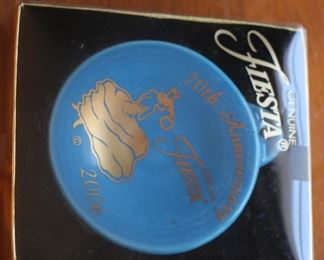 GENUINE
FIESTA®
70th Anniversary
FIESTA
© 2006